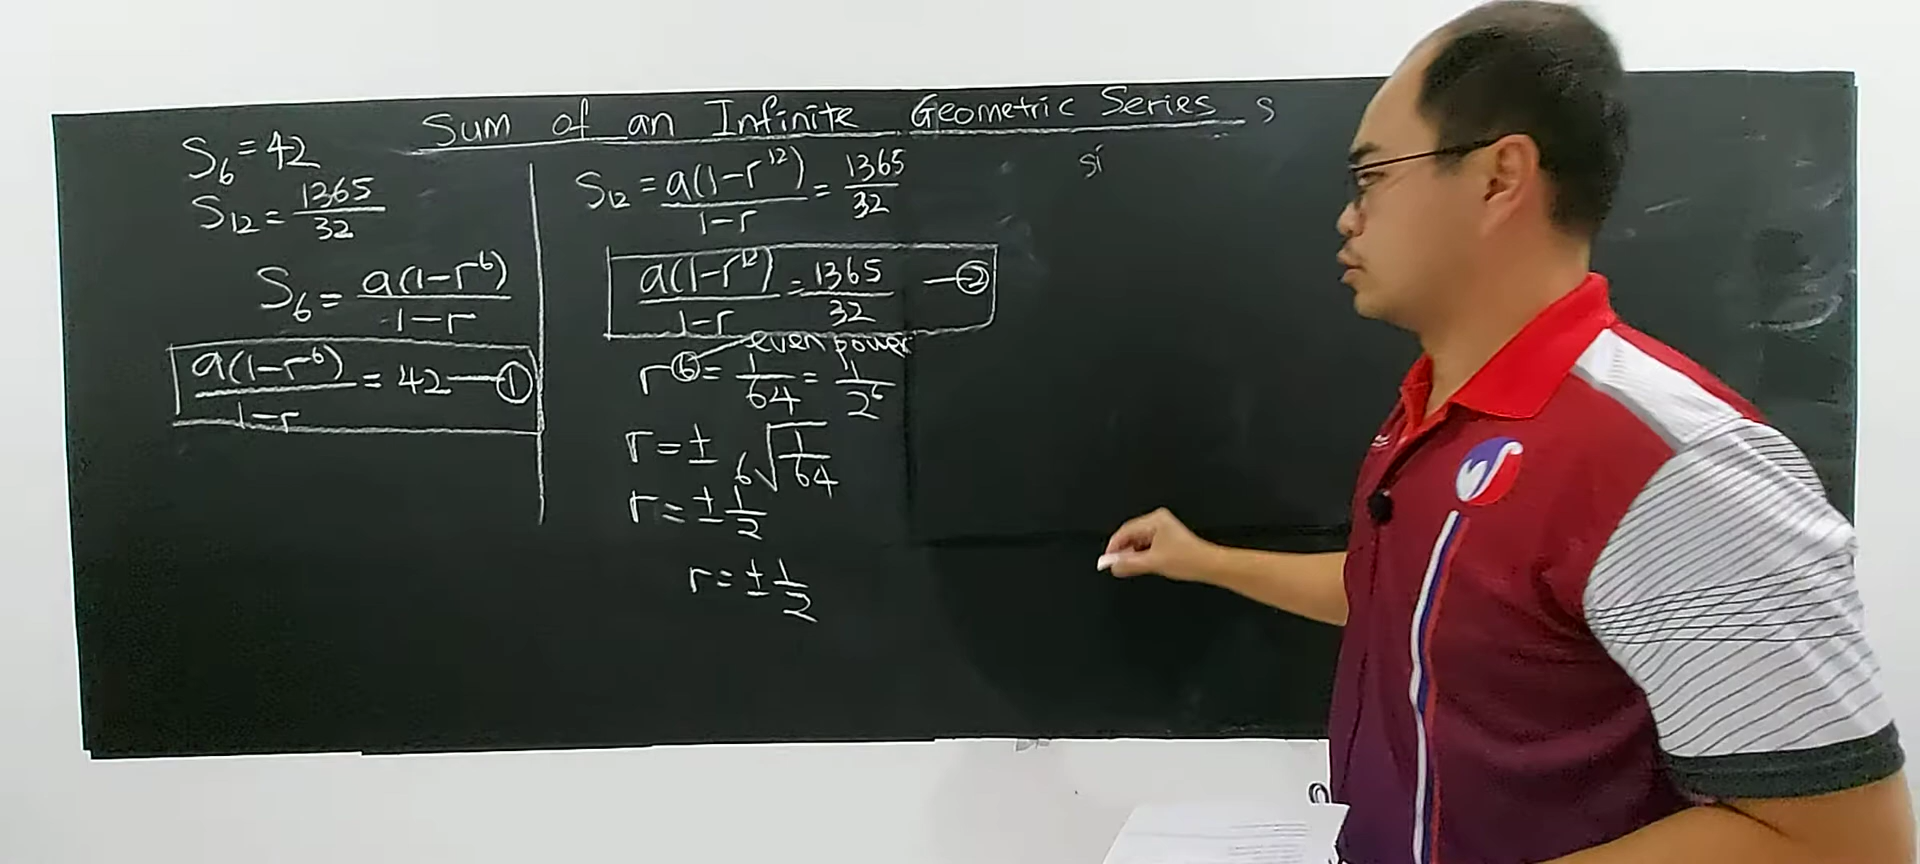 Sum of an Infinite Geometric Series s
si
S₆ = 42
S₁₂ = 1365/32
S₆ = a(1-r⁶)/1-r
a(1-r⁶)/1-r = 42 — ①
S₁₂ = a(1-r¹²)/1-r = 1365/32
a(1-r¹²)/1-r = 1365/32 — ②
even power
r⁶ = 1/64 = 1/2⁶
r = ± ⁶√1/64
r = ± 1/2
r = ± 1/2